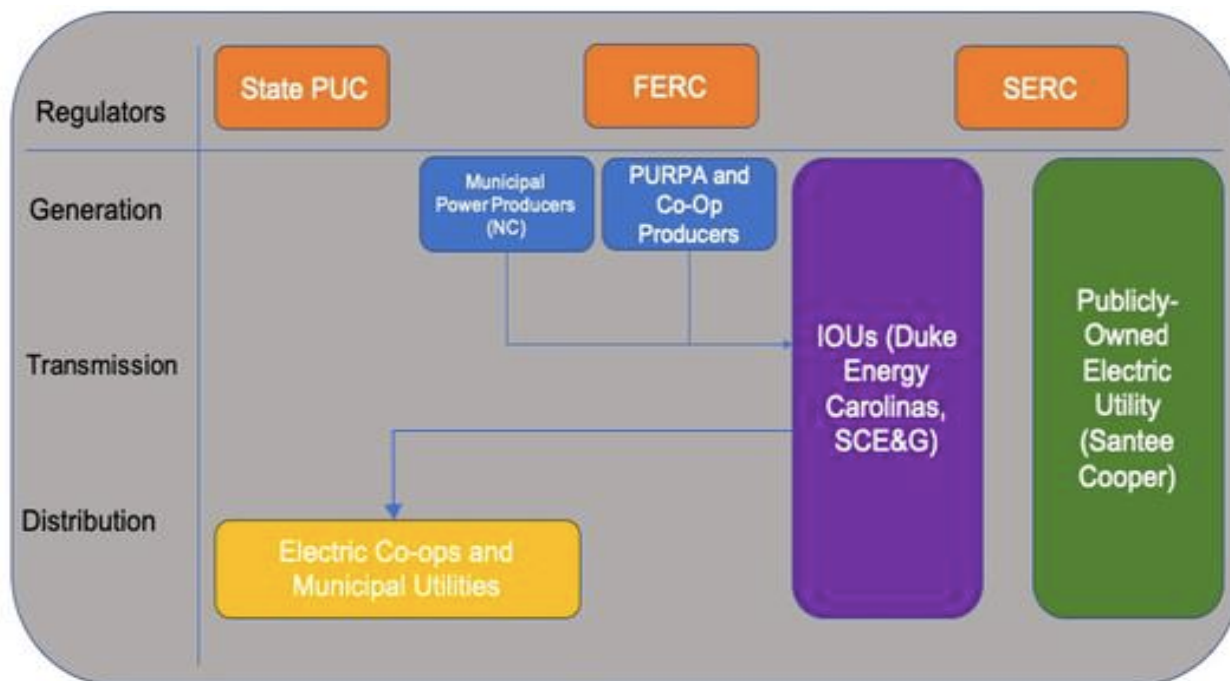 Regulators
State PUC
FERC
SERC
Generation
Municipal
Power Producers
(NC)
PURPA and
Co-Op
Producers
Transmission
IOUs (Duke
Energy
Carolinas,
SCE&G)
Publicly-
Owned
Electric
Utility
(Santee
Cooper)
Distribution
Electric Co-ops and
Municipal Utilities